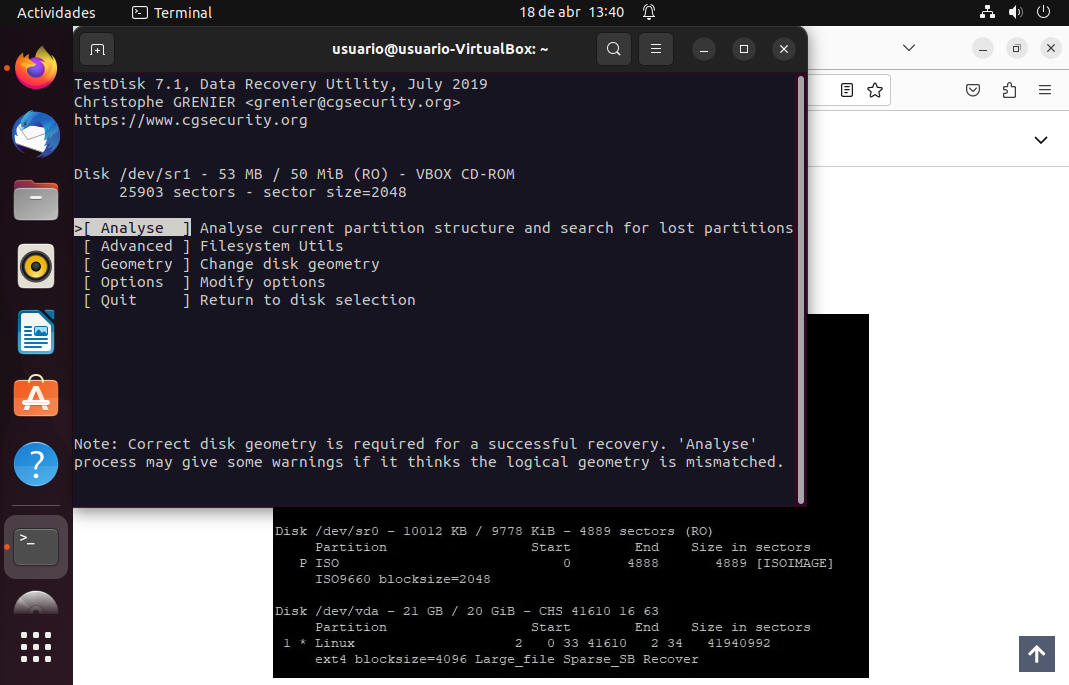 Actividades
Terminal
18 de abr 13:40
usuario@usuario-VirtualBox: ~
TestDisk 7.1, Data Recovery Utility, July 2019
Christophe GRENIER <grenier@cgsecurity.org>
https://www.cgsecurity.org
Disk /dev/sr1 - 53 MB / 50 MiB (RO) - VBOX CD-ROM
25903 sectors - sector size=2048
>[ Analyse  ] Analyse current partition structure and search for lost partitions
[ Advanced ] Filesystem Utils
[ Geometry ] Change disk geometry
[ Options  ] Modify options
[ Quit     ] Return to disk selection
Note: Correct disk geometry is required for a successful recovery. 'Analyse'
process may give some warnings if it thinks the logical geometry is mismatched.
Disk /dev/sr0 - 10012 KB / 9778 KiB - 4889 sectors (RO)
Partition Start End Size in sectors
P ISO 0 4888 4889 [ISOIMAGE]
ISO9660 blocksize=2048
Disk /dev/vda - 21 GB / 20 GiB - CHS 41610 16 63
Partition Start End Size in sectors
1 * Linux 2 0 33 41610 2 34 41940992
ext4 blocksize=4096 Large_file Sparse_SB Recover